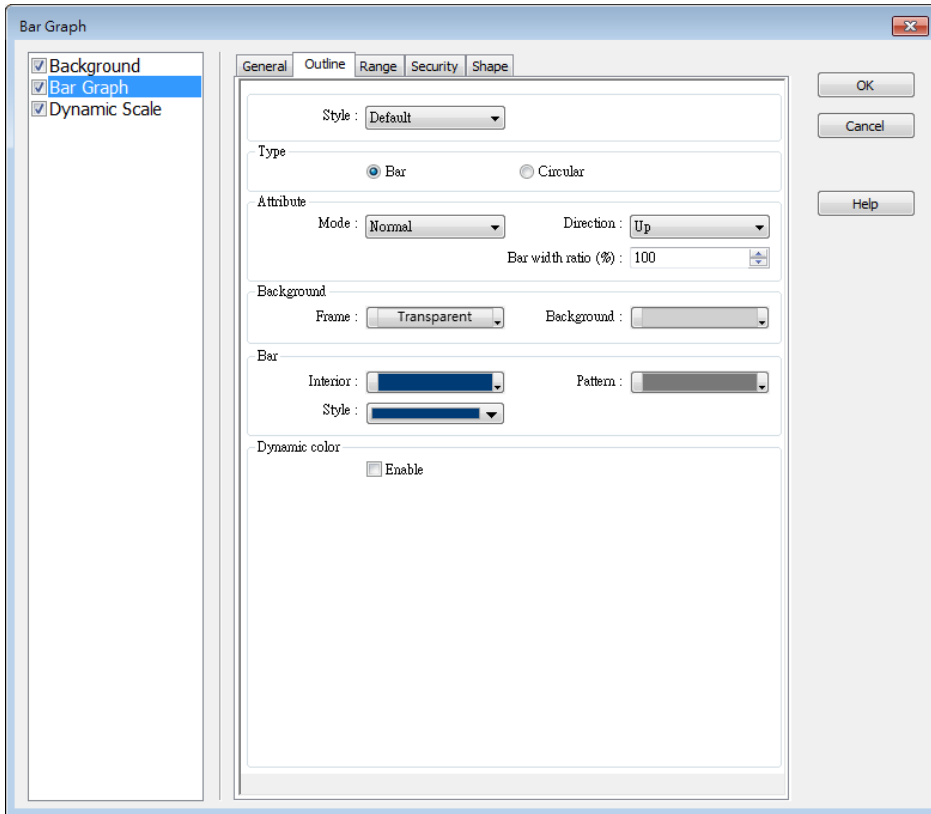 Bar Graph
Background
Bar Graph
Dynamic Scale
General Outline Range Security Shape
Style : Default
Type
Bar Circular
Attribute
Mode : Normal Direction : Up
Bar width ratio (%) : 100
Background
Frame : Transparent Background :
Bar
Interior : Pattern :
Style :
Dynamic color
Enable
OK
Cancel
Help